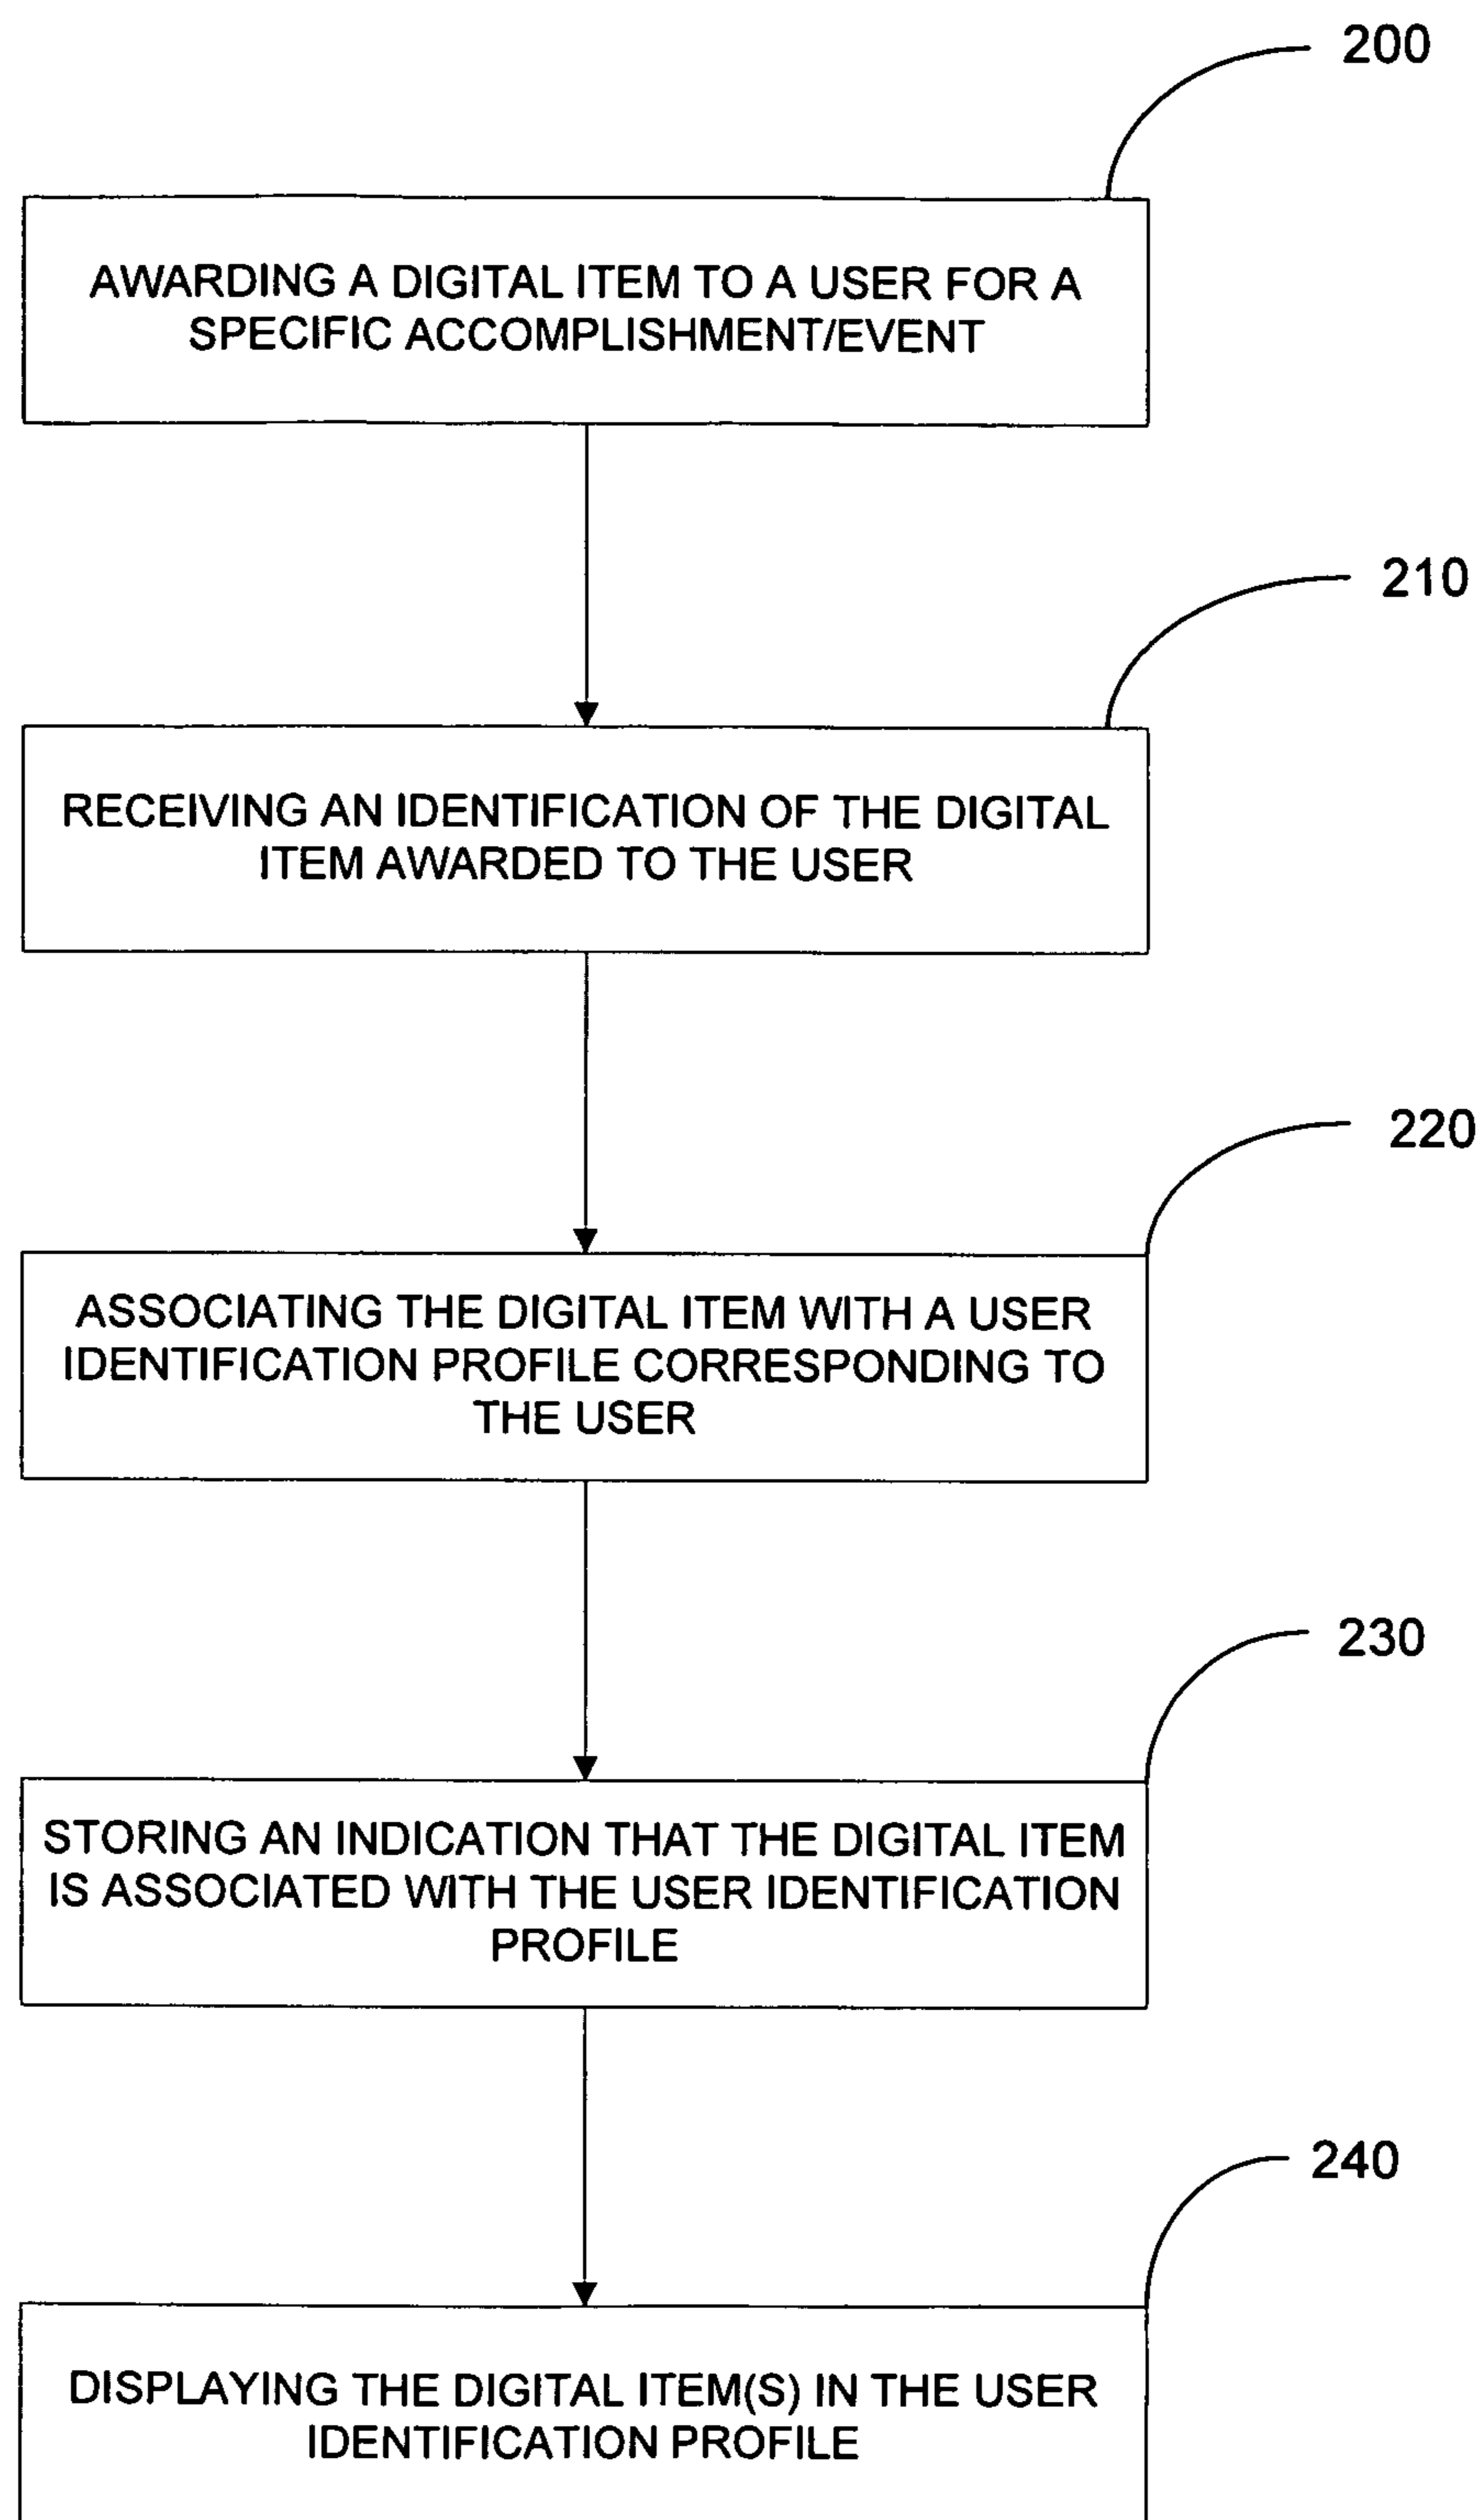 200
AWARDING A DIGITAL ITEM TO A USER FOR A
SPECIFIC ACCOMPLISHMENT/EVENT
210
RECEIVING AN IDENTIFICATION OF THE DIGITAL
ITEM AWARDED TO THE USER
220
ASSOCIATING THE DIGITAL ITEM WITH A USER
IDENTIFICATION PROFILE CORRESPONDING TO
THE USER
230
STORING AN INDICATION THAT THE DIGITAL ITEM
IS ASSOCIATED WITH THE USER IDENTIFICATION
PROFILE
240
DISPLAYING THE DIGITAL ITEM(S) IN THE USER
IDENTIFICATION PROFILE